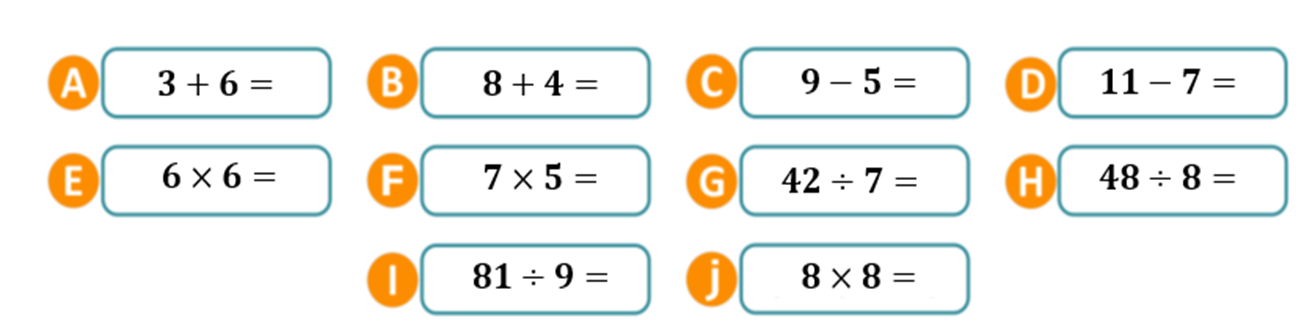 A 3 + 6 = B 8 + 4 = C 9 − 5 = D 11 − 7 =
E 6 × 6 = F 7 × 5 = G 42 ÷ 7 = H 48 ÷ 8 =
I 81 ÷ 9 = j 8 × 8 =